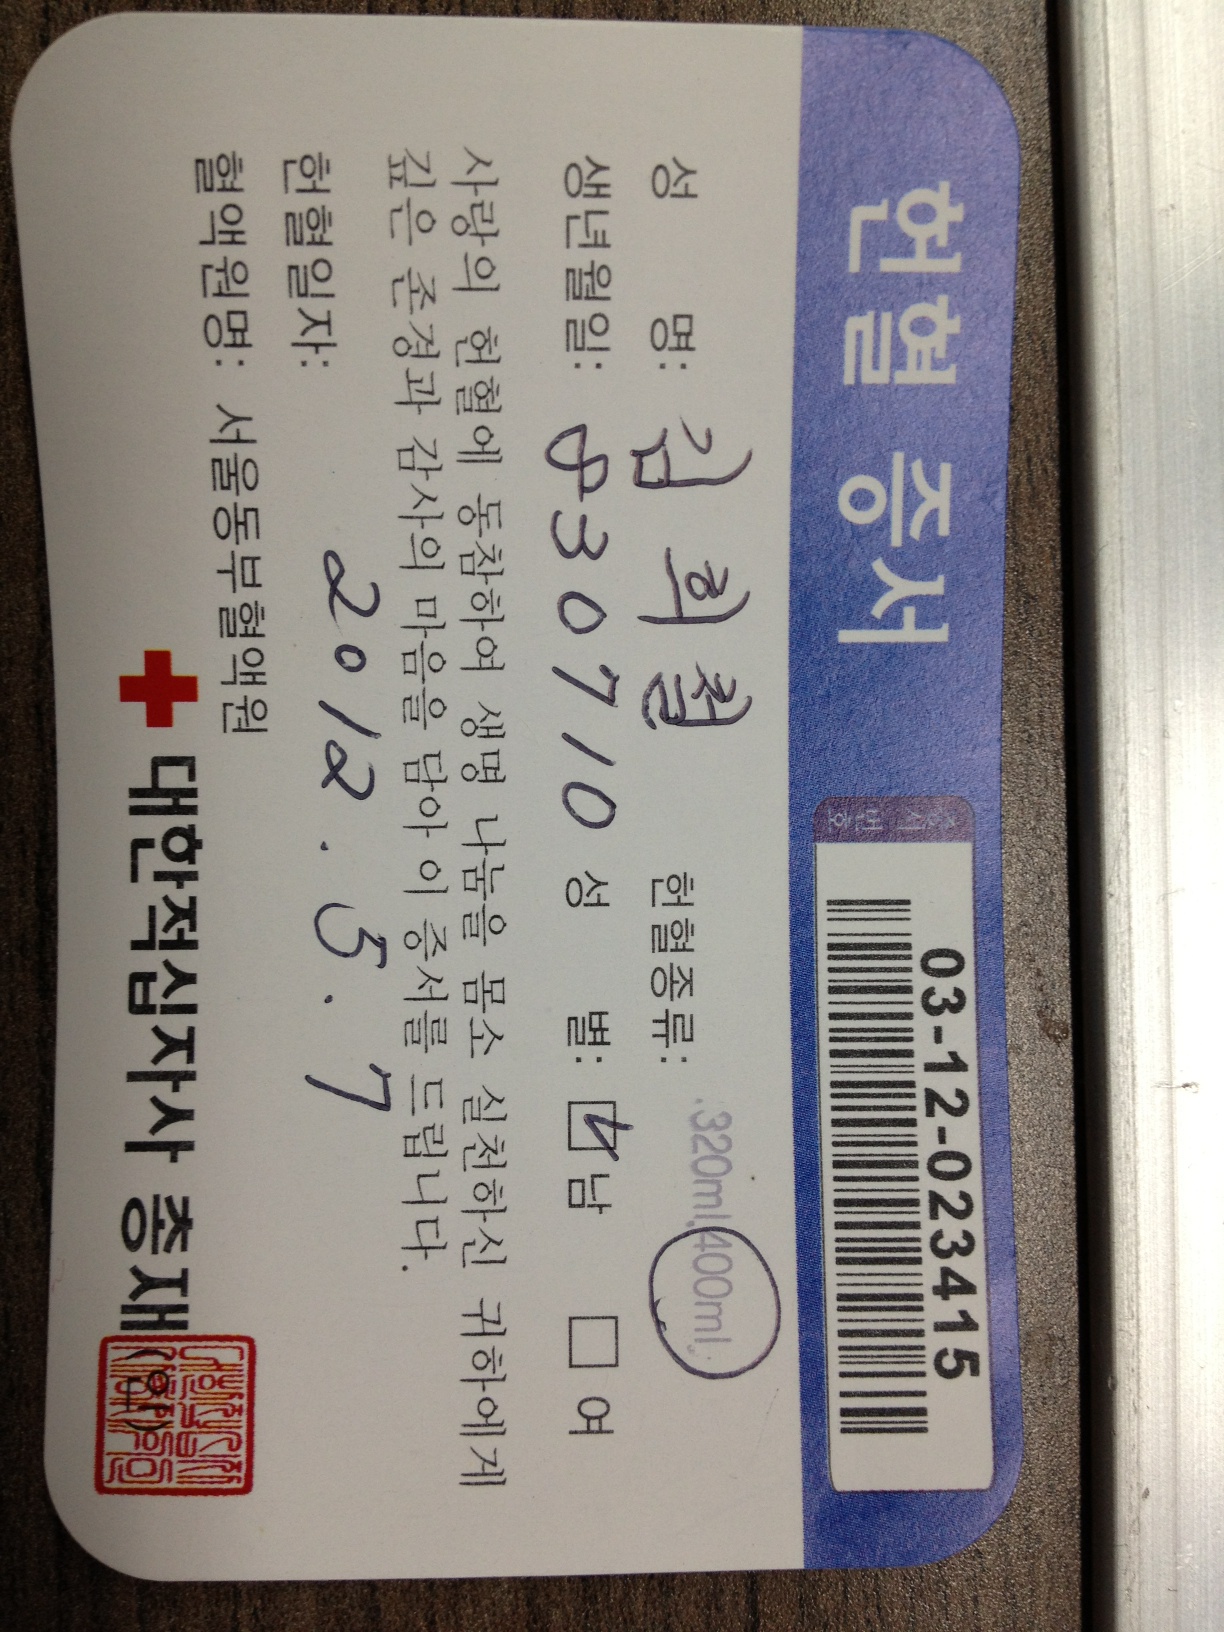 헌혈 증서
증서번호
03-12-023415
성 명: 김희철 헌혈종류: .320ml.400ml.
생년월일: 830710 성 별: □남 □여
사랑의 헌혈에 동참하여 생명 나눔을 몸소 실천하신 귀하에게
깊은 존경과 감사의 마음을 담아 이 증서를 드립니다.
헌혈일자: 2012. 5. 7
혈액원명: 서울동부혈액원
대한적십자사 총재(인)